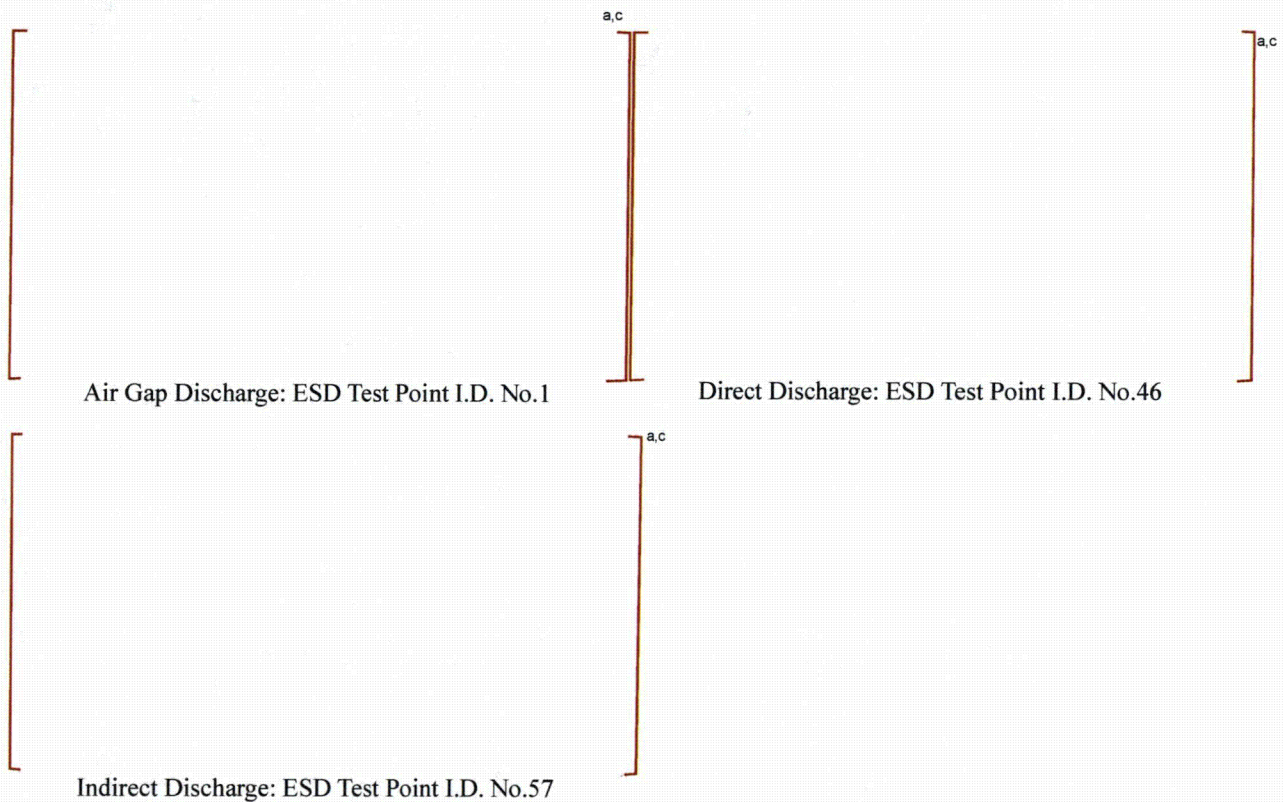 a,c
a,c
Air Gap Discharge: ESD Test Point I.D. No.1
Direct Discharge: ESD Test Point I.D. No.46
a,c
Indirect Discharge: ESD Test Point I.D. No.57